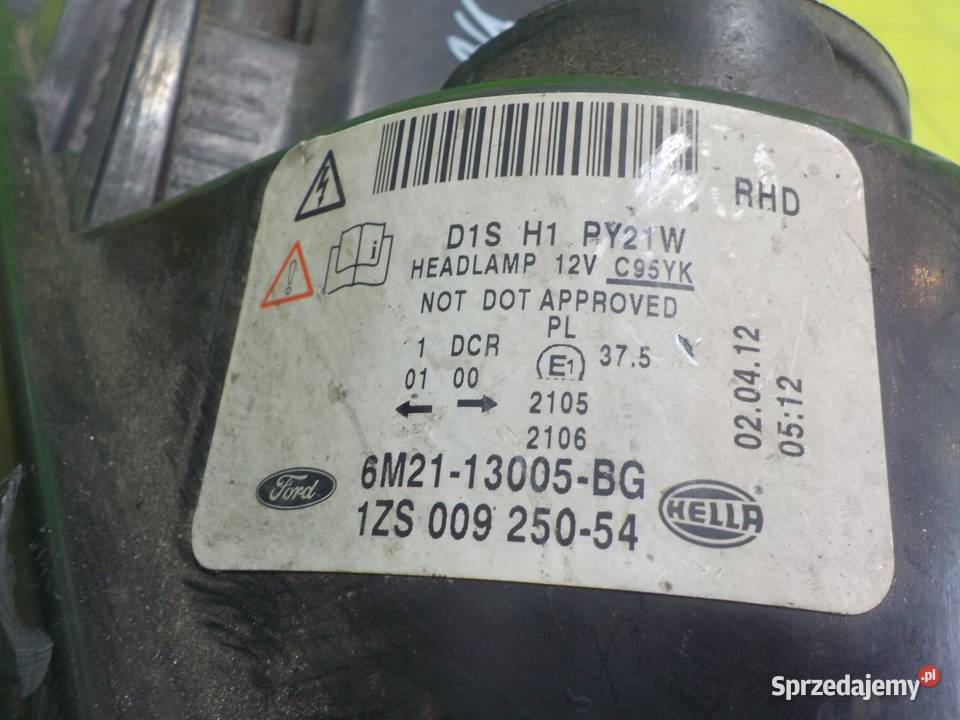 RHD
D1S H1 PY21W
HEADLAMP 12V C95YK
NOT DOT APPROVED
PL
1 DCR
E1 37.5
01 00
2105
2106
02.04.12
05:12
Ford
6M21-13005-BG
1ZS 009 250-54
HELLA
Sprzedajemy.pl